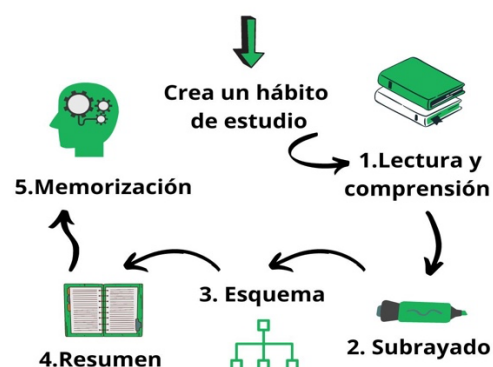 Crea un hábito
de estudio
1.Lectura y
comprensión
2. Subrayado
3. Esquema
4.Resumen
5.Memorización